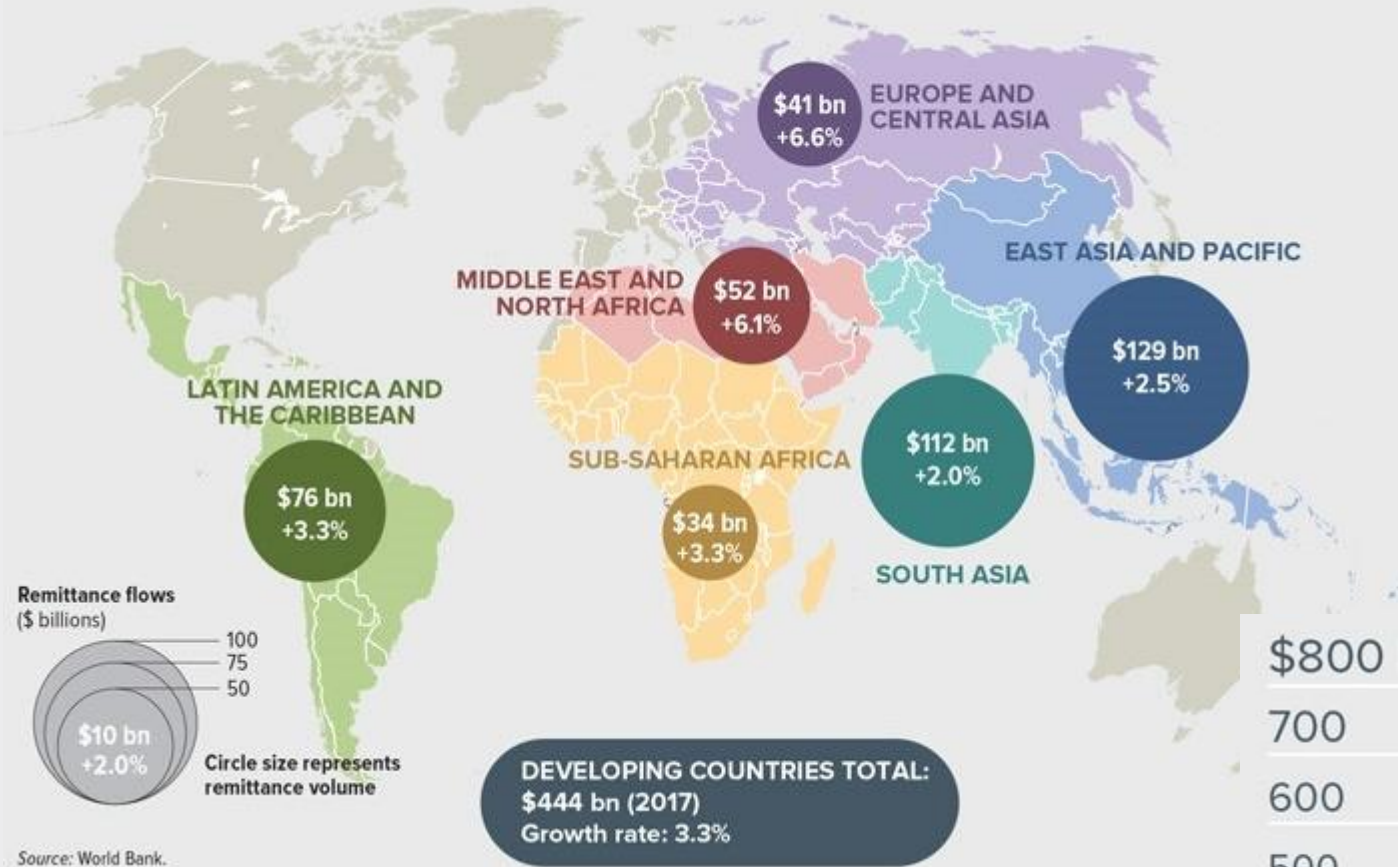 $41 bn
+6.6%
EUROPE AND
CENTRAL ASIA
EAST ASIA AND PACIFIC
MIDDLE EAST AND
NORTH AFRICA
$52 bn
+6.1%
$129 bn
+2.5%
LATIN AMERICA AND
THE CARIBBEAN
$112 bn
+2.0%
SUB-SAHARAN AFRICA
$76 bn
+3.3%
$34 bn
+3.3%
SOUTH ASIA
Remittance flows
($ billions)
100
75
50
$10 bn
+2.0%
Circle size represents
remittance volume
DEVELOPING COUNTRIES TOTAL:
$444 bn (2017)
Growth rate: 3.3%
$800
700
600
500
Source: World Bank.